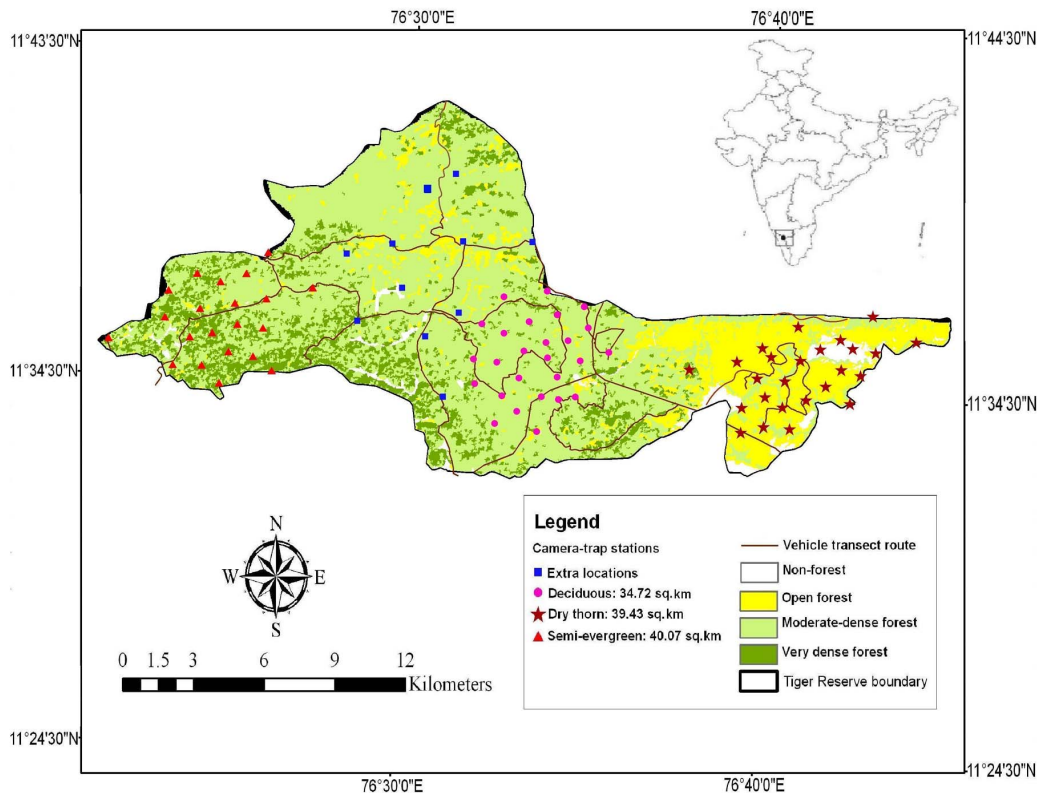 76°30'0"E
76°40'0"E
11°43'30"N
11°44'30"N
11°34'30"N
11°34'30"N
Legend
Camera-trap stations
Extra locations
Deciduous: 34.72 sq.km
Dry thorn: 39.43 sq.km
Semi-evergreen: 40.07 sq.km
Vehicle transect route
Non-forest
Open forest
Moderate-dense forest
Very dense forest
Tiger Reserve boundary
N
W
E
S
0 1.5 3 6 9 12
Kilometers
11°24'30"N
11°24'30"N
76°30'0"E
76°40'0"E